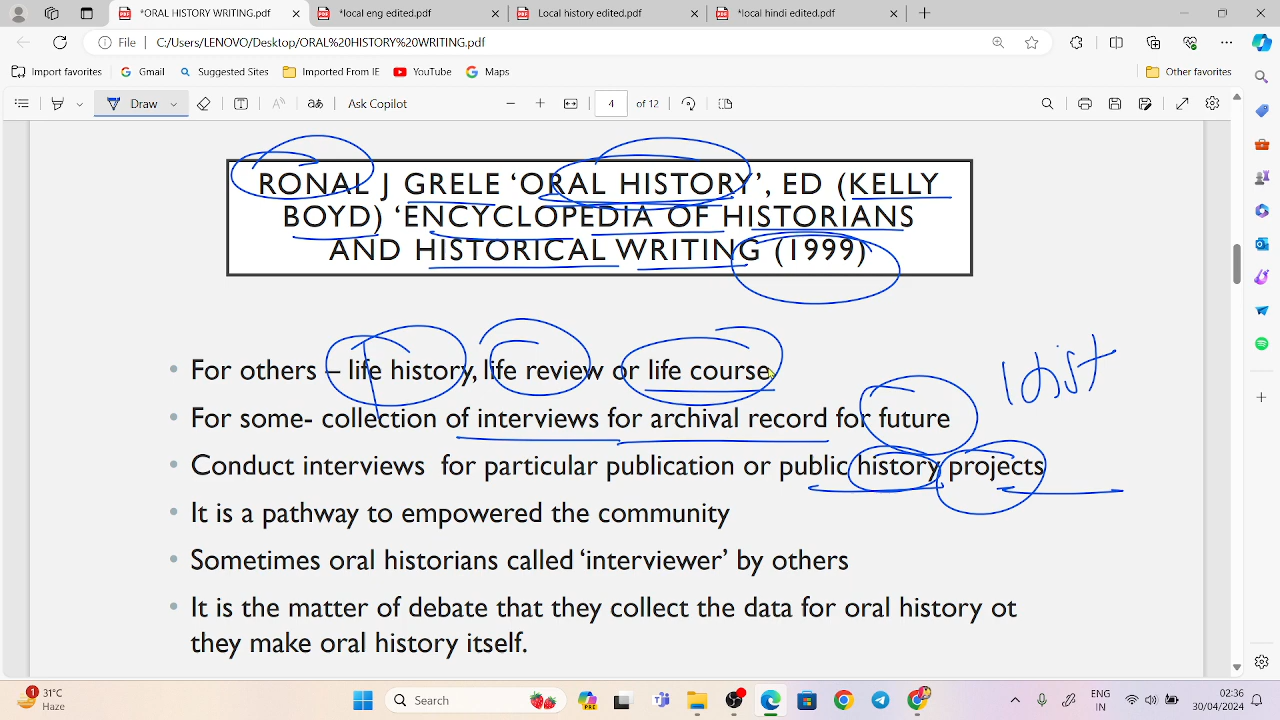 *ORAL HISTORY WRITING.pdf
*local eng edited.pdf
Local history edited.pdf
*local hindi edited.pdf
File
C:/Users/LENOVO/Desktop/ORAL%20HISTORY%20WRITING.pdf
Import favorites
Gmail
Suggested Sites
Imported From IE
YouTube
Maps
Other favorites
Draw
Ask Copilot
4 of 12
RONAL J GRELE ‘ORAL HISTORY’, ED (KELLY
BOYD) ‘ENCYCLOPEDIA OF HISTORIANS
AND HISTORICAL WRITING (1999)
• For others – life history, life review or life course
• For some- collection of interviews for archival record for future
• Conduct interviews for particular publication or public history projects
• It is a pathway to empowered the community
• Sometimes oral historians called ‘interviewer’ by others
• It is the matter of debate that they collect the data for oral history ot
they make oral history itself.
1
31°C
Haze
Search
ENG
IN
02:36
30/04/2024